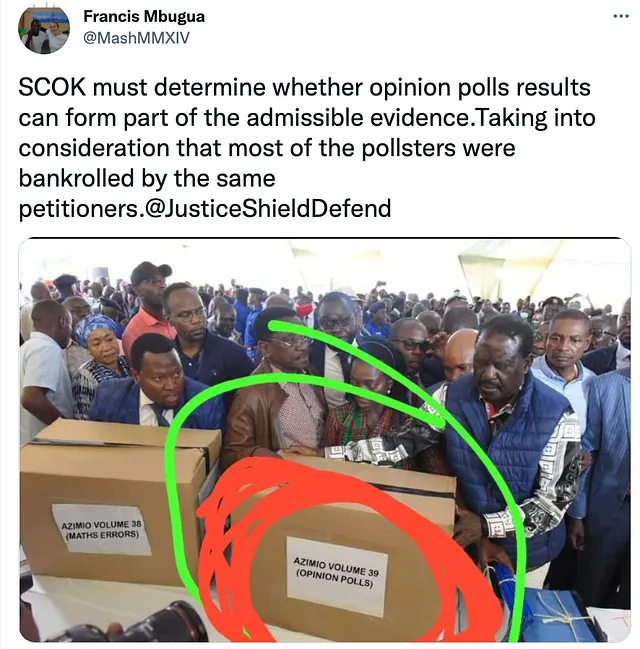 Francis Mbugua
@MashMMXIV
SCOK must determine whether opinion polls results
can form part of the admissible evidence.Taking into
consideration that most of the pollsters were
bankrolled by the same
petitioners.@JusticeShieldDefend
AZIMIO VOLUME 38
(MATHS ERRORS)
AZIMIO VOLUME 39
(OPINION POLLS)